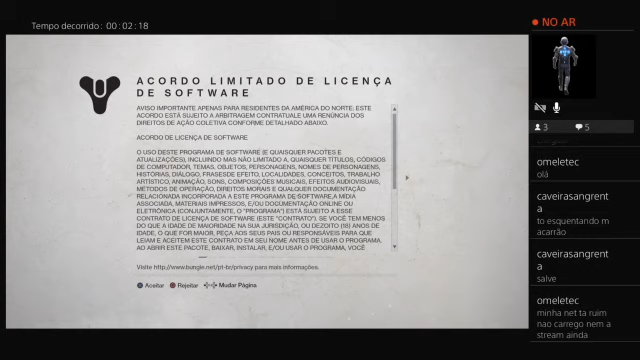 Tempo decorrido: 00:02:18
NO AR
3 5
ACORDO LIMITADO DE LICENÇA
DE SOFTWARE
AVISO IMPORTANTE APENAS PARA RESIDENTES DA AMÉRICA DO NORTE: ESTE
ACORDO ESTÁ SUJEITO A ARBITRAGEM CONTRATUALE UMA RENÚNCIA DOS
DIREITOS DE AÇÃO COLETIVA CONFORME DETALHADO ABAIXO.
ACORDO DE LICENÇA DE SOFTWARE
O USO DESTE PROGRAMA DE SOFTWARE (E QUAISQUER PACOTES E
ATUALIZAÇÕES), INCLUINDO MAS NÃO LIMITADO A, QUAISQUER TÍTULOS, CÓDIGOS
DE COMPUTADOR, TEMAS, OBJETOS, PERSONAGENS, NOMES DE PERSONAGENS,
HISTÓRIAS, DIÁLOGO, FRASESDE EFEITO, LOCALIDADES, CONCEITOS, TRABALHO
ARTÍSTICO, ANIMAÇÃO, SONS, COMPOSIÇÕES MUSICAIS, EFEITOS AUDIOVISUAIS,
MÉTODOS DE OPERAÇÃO, DIREITOS MORAIS E QUALQUER DOCUMENTAÇÃO
RELACIONADA INCORPORADA A ESTE PROGRAMA DE SOFTWARE,A MÍDIA
ASSOCIADA, MATERIAIS IMPRESSOS, E/OU DOCUMENTAÇÃO ONLINE OU
ELETRÔNICA (CONJUNTAMENTE, O "PROGRAMA") ESTÁ SUJEITO A ESSE
CONTRATO DE LICENÇA DE SOFTWARE (ESTE "CONTRATO"). SE VOCÊ TEM MENOS
DO QUE A IDADE DE MAIORIDADE NA SUA JURISDIÇÃO, OU DEZOITO (18) ANOS DE
IDADE, O QUE FOR MAIOR, PEÇA AOS SEUS PAIS OU RESPONSÁVEIS PARA QUE
LEIAM E ACEITEM ESTE CONTRATO EM SEU NOME ANTES DE USAR O PROGRAMA.
AO ABRIR ESTE PACOTE, BAIXAR, INSTALAR, E/OU USAR O PROGRAMA, VOCÊ
Visite http://www.bungie.net/pt-br/privacy para mais informações.
Aceitar Rejeitar Mudar Página
omeletec
olá
caveirasangrent
a
to esquentando m
acarrão
caveirasangrent
a
salve
omeletec
minha net ta ruim
nao carrego nem a
stream ainda